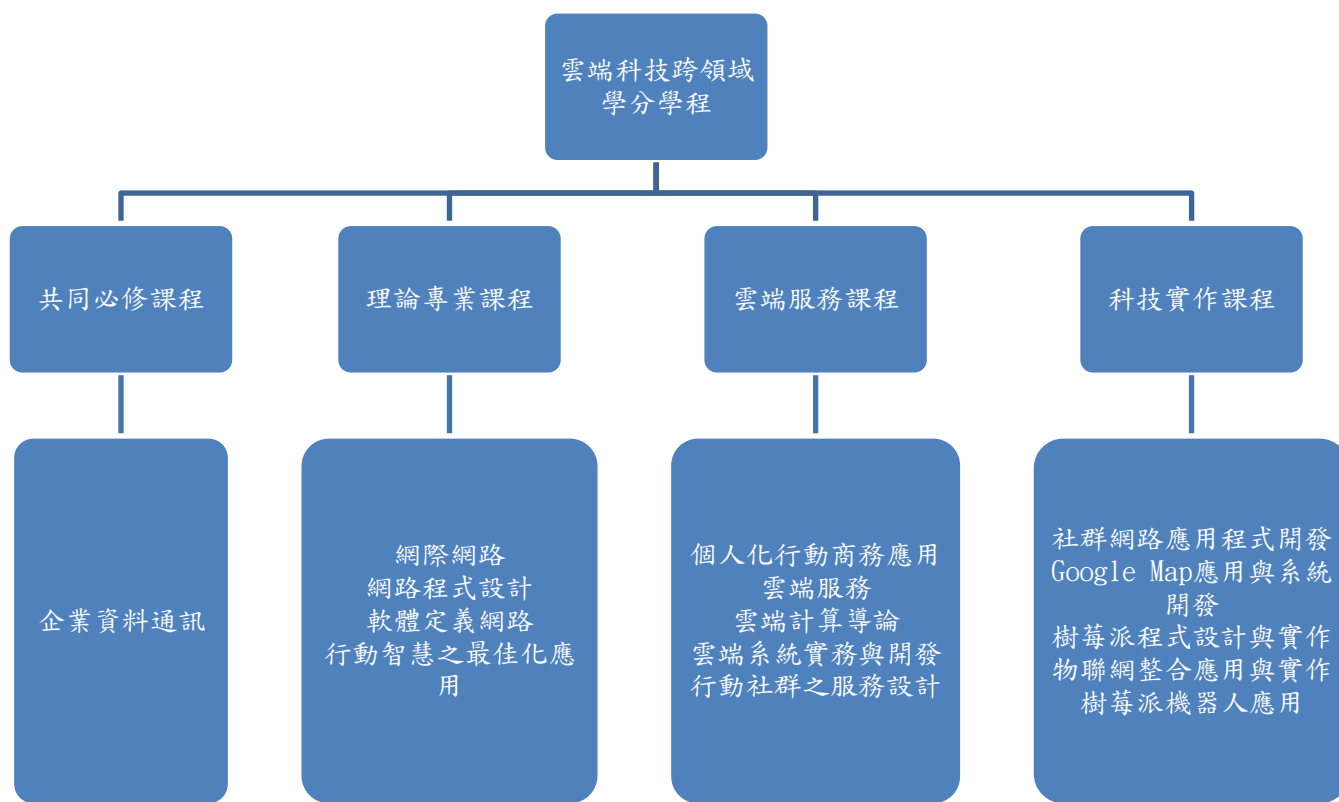 雲端科技跨領域
學分學程
共同必修課程
理論專業課程
雲端服務課程
科技實作課程
企業資料通訊
網際網路
網路程式設計
軟體定義網路
行動智慧之最佳化應
用
個人化行動商務應用
雲端服務
雲端計算導論
雲端系統實務與開發
行動社群之服務設計
社群網路應用程式開發
Google Map應用與系統
開發
樹莓派程式設計與實作
物聯網整合應用與實作
樹莓派機器人應用